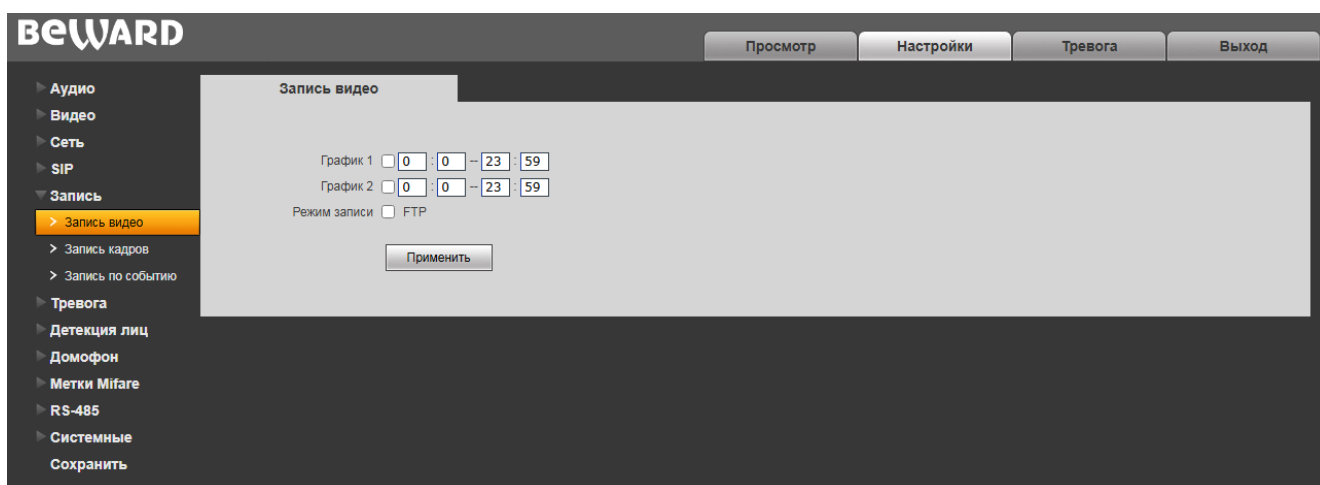 BEWARD
Просмотр Настройки Тревога Выход
Аудио
Видео
Сеть
SIP
Запись
> Запись видео
> Запись кадров
> Запись по событию
Тревога
Детекция лиц
Домофон
Метки Mifare
RS-485
Системные
Сохранить
Запись видео
График 1 0 : 0 -- 23 : 59
График 2 0 : 0 -- 23 : 59
Режим записи FTP
Применить